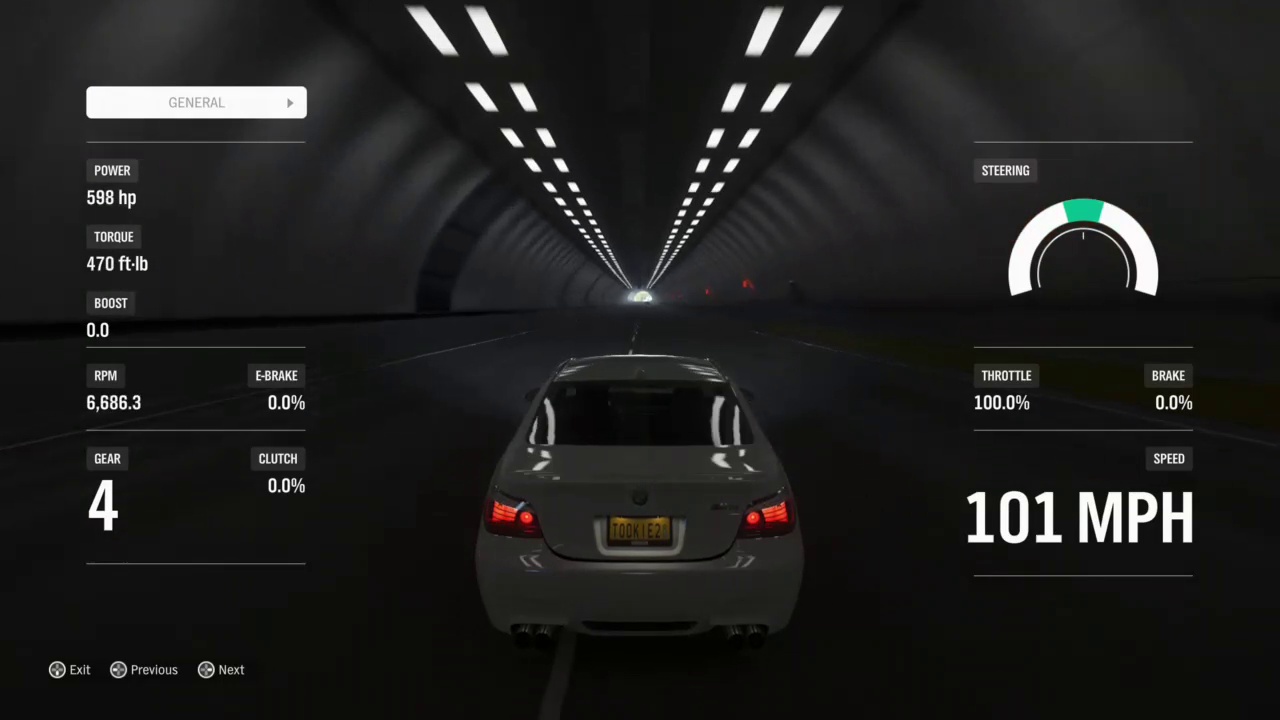 GENERAL
POWER
598 hp
TORQUE
470 ft·lb
BOOST
0.0
RPM
6,686.3
E-BRAKE
0.0%
GEAR
4
CLUTCH
0.0%
STEERING
THROTTLE
100.0%
BRAKE
0.0%
SPEED
101 MPH
Exit
Previous
Next